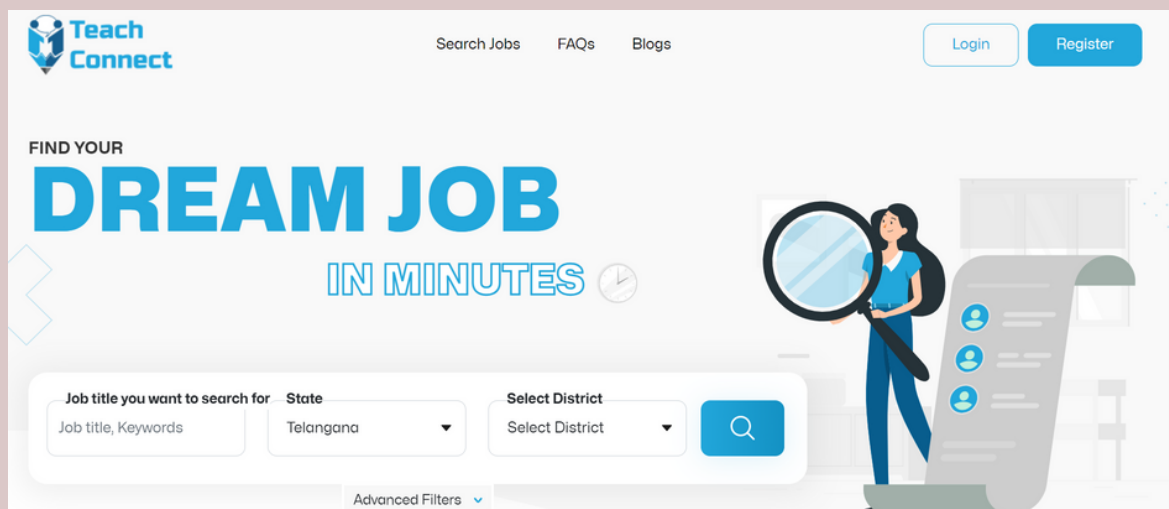 Teach
Connect
Search Jobs FAQs Blogs
Login Register
FIND YOUR
DREAM JOB
IN MINUTES
Job title you want to search for State Select District
Job title, Keywords Telangana Select District
Advanced Filters